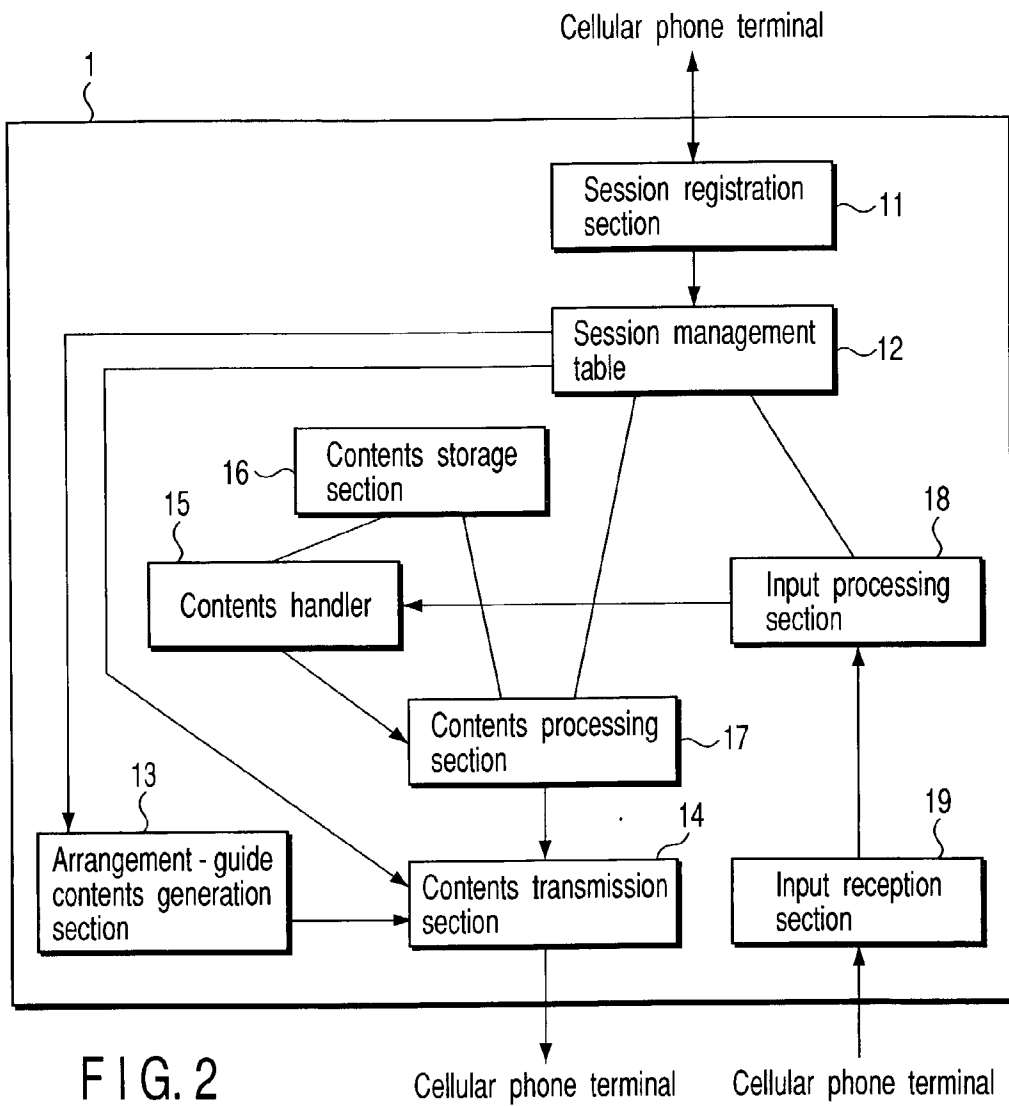 Cellular phone terminal
1
Session registration
section
11
Session management
table
12
Contents storage
section
16
15
Contents handler
18
Input processing
section
Contents processing
section
17
13
Arrangement - guide
contents generation
section
14
Contents transmission
section
19
Input reception
section
FIG. 2
Cellular phone terminal
Cellular phone terminal